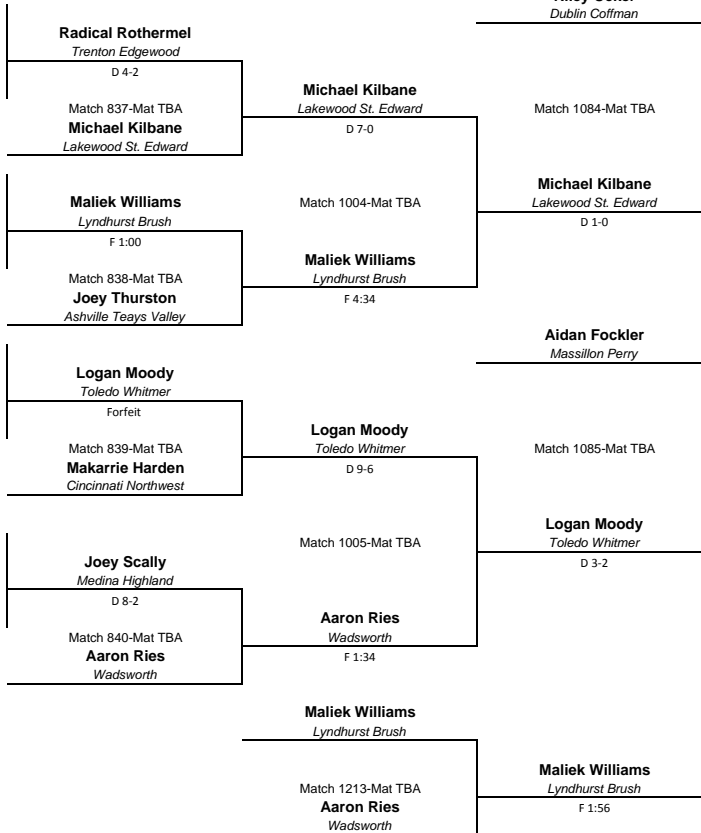 Dublin Coffman
Radical Rothermel
Trenton Edgewood
D 4-2
Match 837-Mat TBA
Michael Kilbane
Lakewood St. Edward
Michael Kilbane
Lakewood St. Edward
D 7-0
Match 1084-Mat TBA
Maliek Williams
Lyndhurst Brush
F 1:00
Match 838-Mat TBA
Joey Thurston
Ashville Teays Valley
Match 1004-Mat TBA
Maliek Williams
Lyndhurst Brush
F 4:34
Michael Kilbane
Lakewood St. Edward
D 1-0
Aidan Fockler
Massillon Perry
Logan Moody
Toledo Whitmer
Forfeit
Match 839-Mat TBA
Makarrie Harden
Cincinnati Northwest
Logan Moody
Toledo Whitmer
D 9-6
Match 1085-Mat TBA
Match 1005-Mat TBA
Logan Moody
Toledo Whitmer
D 3-2
Joey Scally
Medina Highland
D 8-2
Match 840-Mat TBA
Aaron Ries
Wadsworth
Aaron Ries
Wadsworth
F 1:34
Maliek Williams
Lyndhurst Brush
Match 1213-Mat TBA
Aaron Ries
Wadsworth
Maliek Williams
Lyndhurst Brush
F 1:56